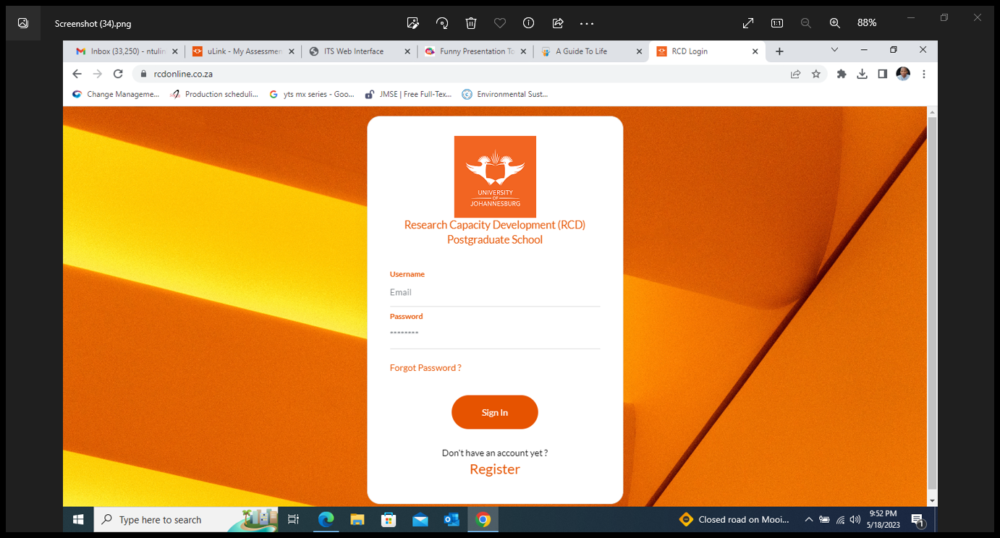 Screenshot (34).png
88%
Inbox (33,250) - ntulin
uLink - My Assessmen
ITS Web Interface
Funny Presentation To
A Guide To Life
RCD Login
rcdonline.co.za
Change Manageme...
Production scheduli...
yts mx series - Goo...
JMSE | Free Full-Tex...
Environmental Sust...
UNIVERSITY
OF
JOHANNESBURG
Research Capacity Development (RCD)
Postgraduate School
Username
Email
Password
********
Forgot Password ?
Sign In
Don't have an account yet ?
Register
Type here to search
Closed road on Mooi...
9:52 PM
5/18/2023
1